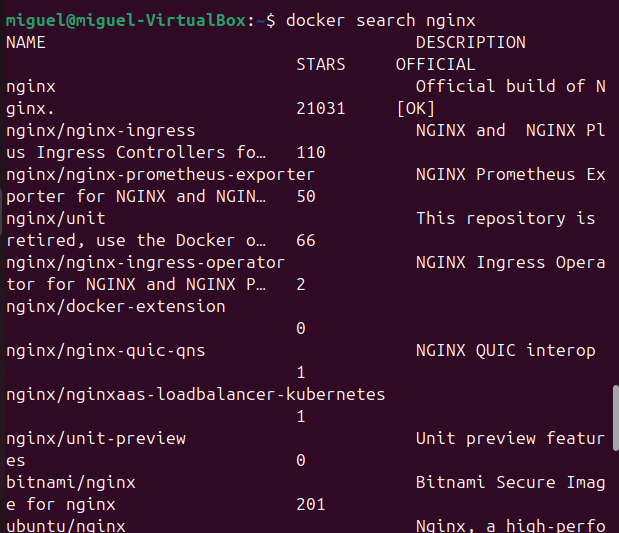 miguel@miguel-VirtualBox:~$ docker search nginx
NAME DESCRIPTION
STARS OFFICIAL
nginx Official build of N
ginx. 21031 [OK]
nginx/nginx-ingress NGINX and  NGINX Pl
us Ingress Controllers fo… 110
nginx/nginx-prometheus-exporter NGINX Prometheus Ex
porter for NGINX and NGIN… 50
nginx/unit This repository is
retired, use the Docker o… 66
nginx/nginx-ingress-operator NGINX Ingress Opera
tor for NGINX and NGINX P… 2
nginx/docker-extension
0
nginx/nginx-quic-qns NGINX QUIC interop
1
nginx/nginxaas-loadbalancer-kubernetes
1
nginx/unit-preview Unit preview featur
es 0
bitnami/nginx Bitnami Secure Imag
e for nginx 201
ubuntu/nginx Nginx, a high-perfo